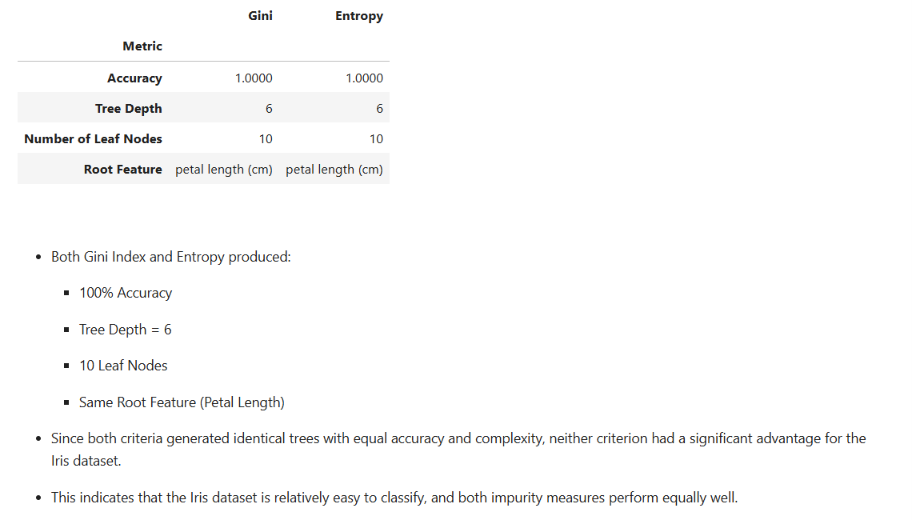 Gini Entropy
Metric
Accuracy 1.0000 1.0000
Tree Depth 6 6
Number of Leaf Nodes 10 10
Root Feature petal length (cm) petal length (cm)
• Both Gini Index and Entropy produced:
▪ 100% Accuracy
▪ Tree Depth = 6
▪ 10 Leaf Nodes
▪ Same Root Feature (Petal Length)
• Since both criteria generated identical trees with equal accuracy and complexity, neither criterion had a significant advantage for the
Iris dataset.
• This indicates that the Iris dataset is relatively easy to classify, and both impurity measures perform equally well.